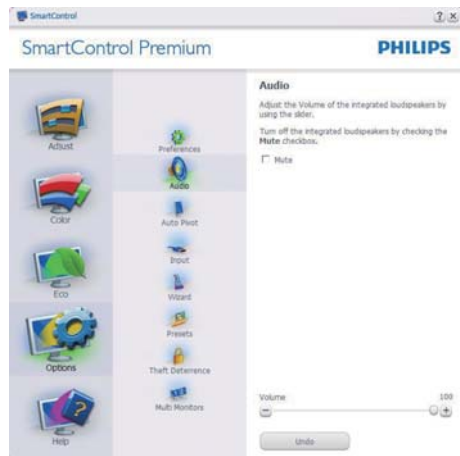 SmartControl
SmartControl Premium
PHILIPS
Adjust
Color
Eco
Options
Help
Preferences
Audio
Auto Pivot
Input
Wizard
Presets
Theft Deterrence
Multi Monitors
Audio
Adjust the Volume of the integrated loudspeakers by
using the slider.
Turn off the integrated loudspeakers by checking the
Mute checkbox.
Mute
Volume 100
Undo